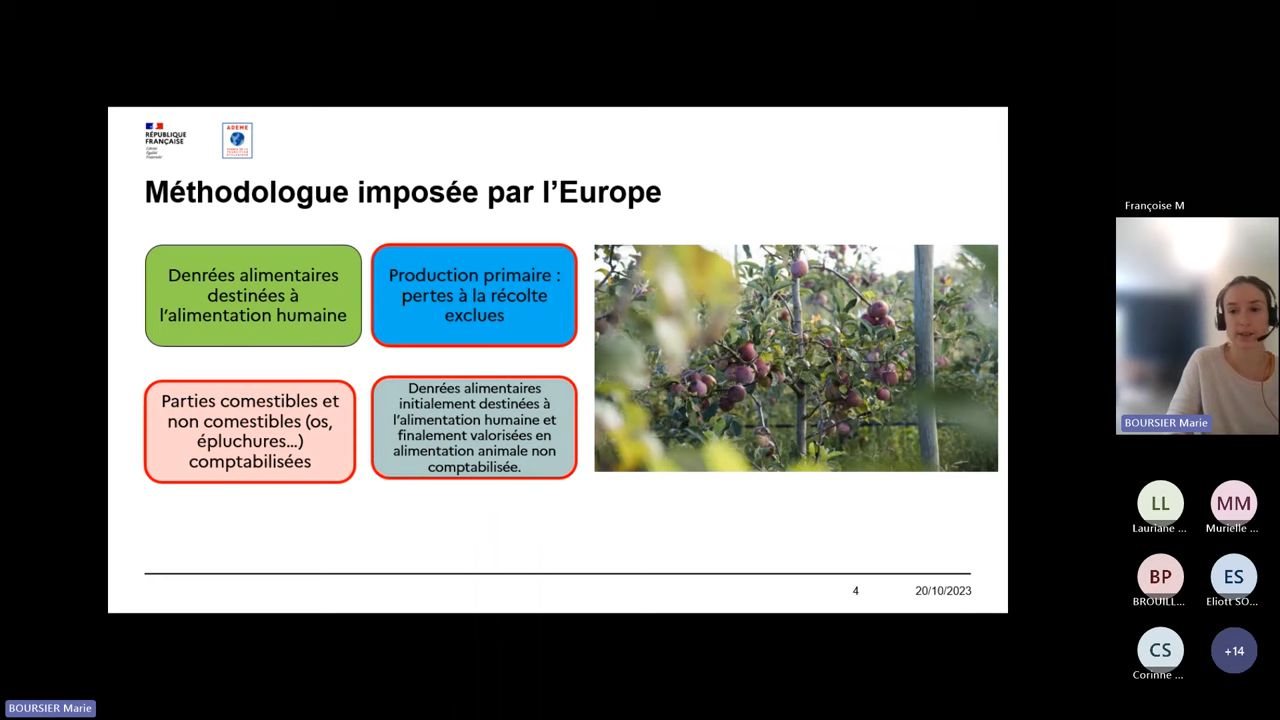 RÉPUBLIQUE
FRANÇAISE
Liberté
Égalité
Fraternité
ADEME
Méthodologue imposée par l'Europe
Denrées alimentaires
destinées à
l'alimentation humaine
Production primaire :
pertes à la récolte
exclues
Parties comestibles et
non comestibles (os,
épluchures...)
comptabilisées
Denrées alimentaires
initialement destinées à
l'alimentation humaine et
finalement valorisées en
alimentation animale non
comptabilisée.
4
20/10/2023
Françoise M
BOURSIER Marie
LL
Lauriane ...
MM
Murielle ...
BP
BROUILL...
ES
Eliott SO...
CS
Corinne ...
+14
BOURSIER Marie